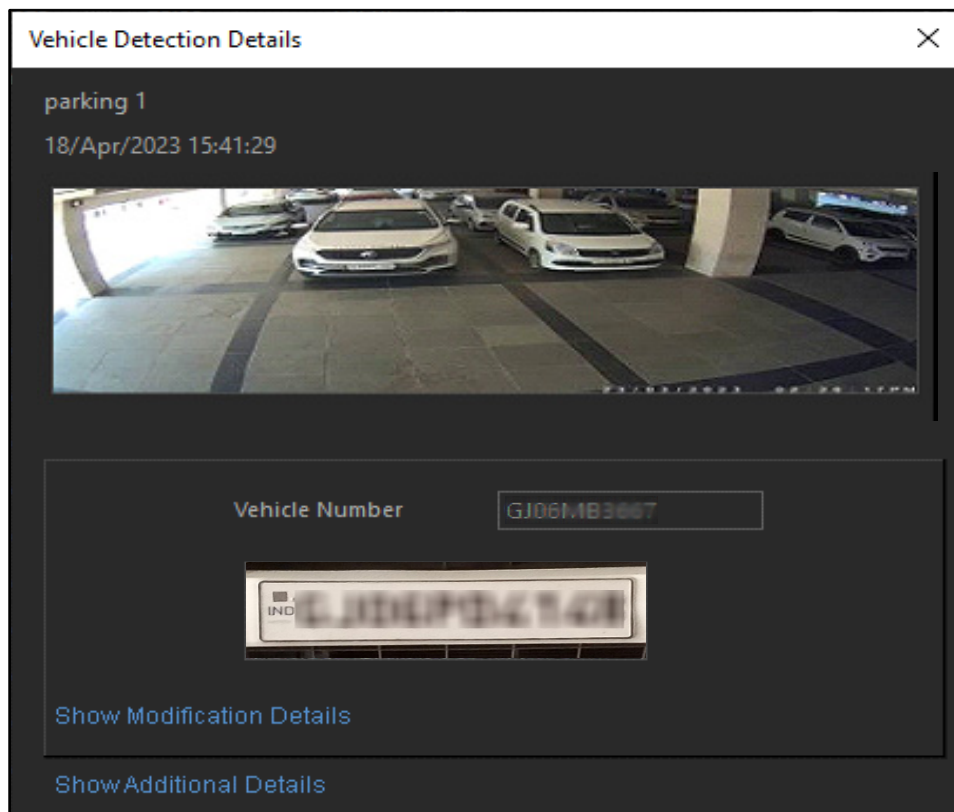 Vehicle Detection Details
parking 1
18/Apr/2023 15:41:29
Vehicle Number
IND
Show Modification Details
Show Additional Details